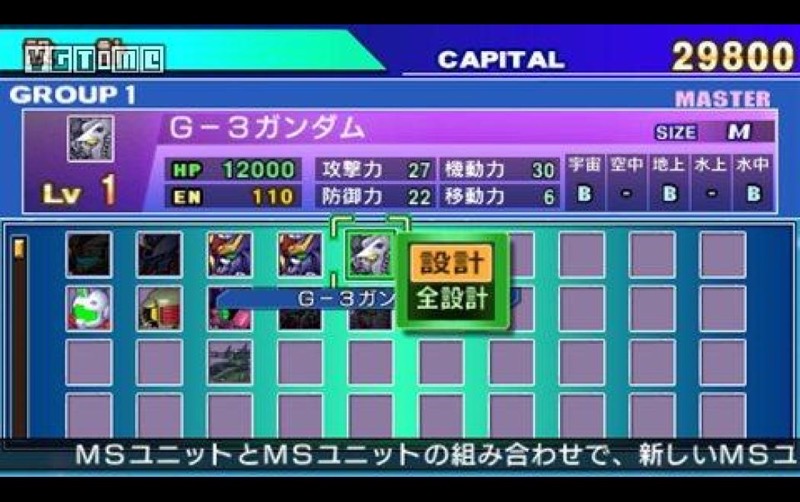 VGTIME
CAPITAL 29800
GROUP 1
MASTER
G-3ガンダム
SIZE M
HP 12000 攻撃力 27 機動力 30 宇宙 空中 地上 水上 水中
Lv 1
EN 110 防御力 22 移動力 6 B - B - B
設計
G-3ガン
全設計
MSユニットとMSユニットの組み合わせで、新しいMSユ